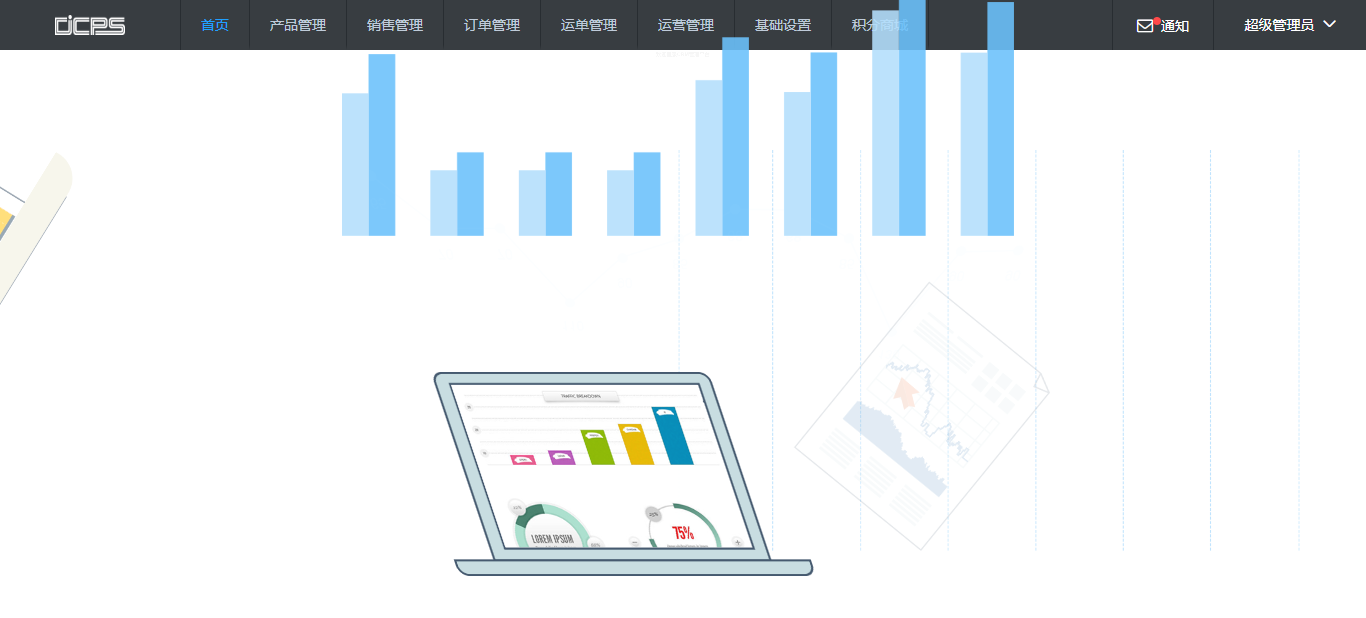 CJCPS
首页
产品管理
销售管理
订单管理
运单管理
运营管理
基础设置
积分商城
通知
超级管理员
TRAFFIC BREAKDOWN
LOREM IPSUM
75%